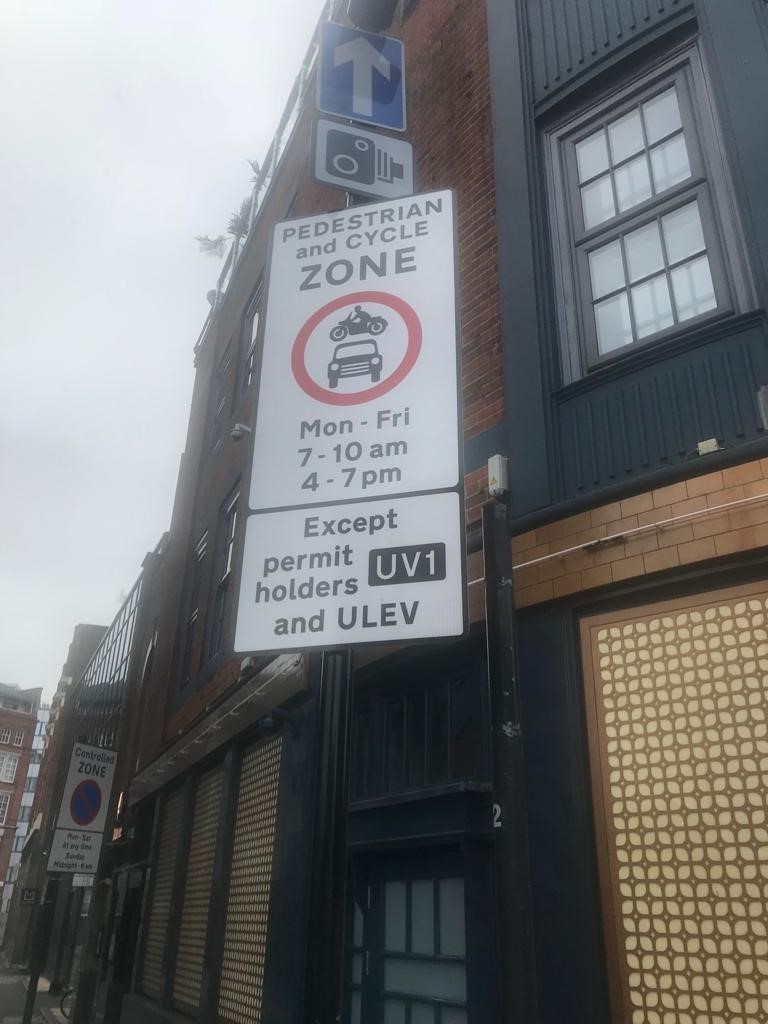 PEDESTRIAN
and CYCLE
ZONE
Mon - Fri
7 - 10 am
4 - 7 pm
Except
permit
holders UV1
and ULEV
2
Controlled
ZONE
Mon - Sat
At any time
Sunday
Midnight - 6 am